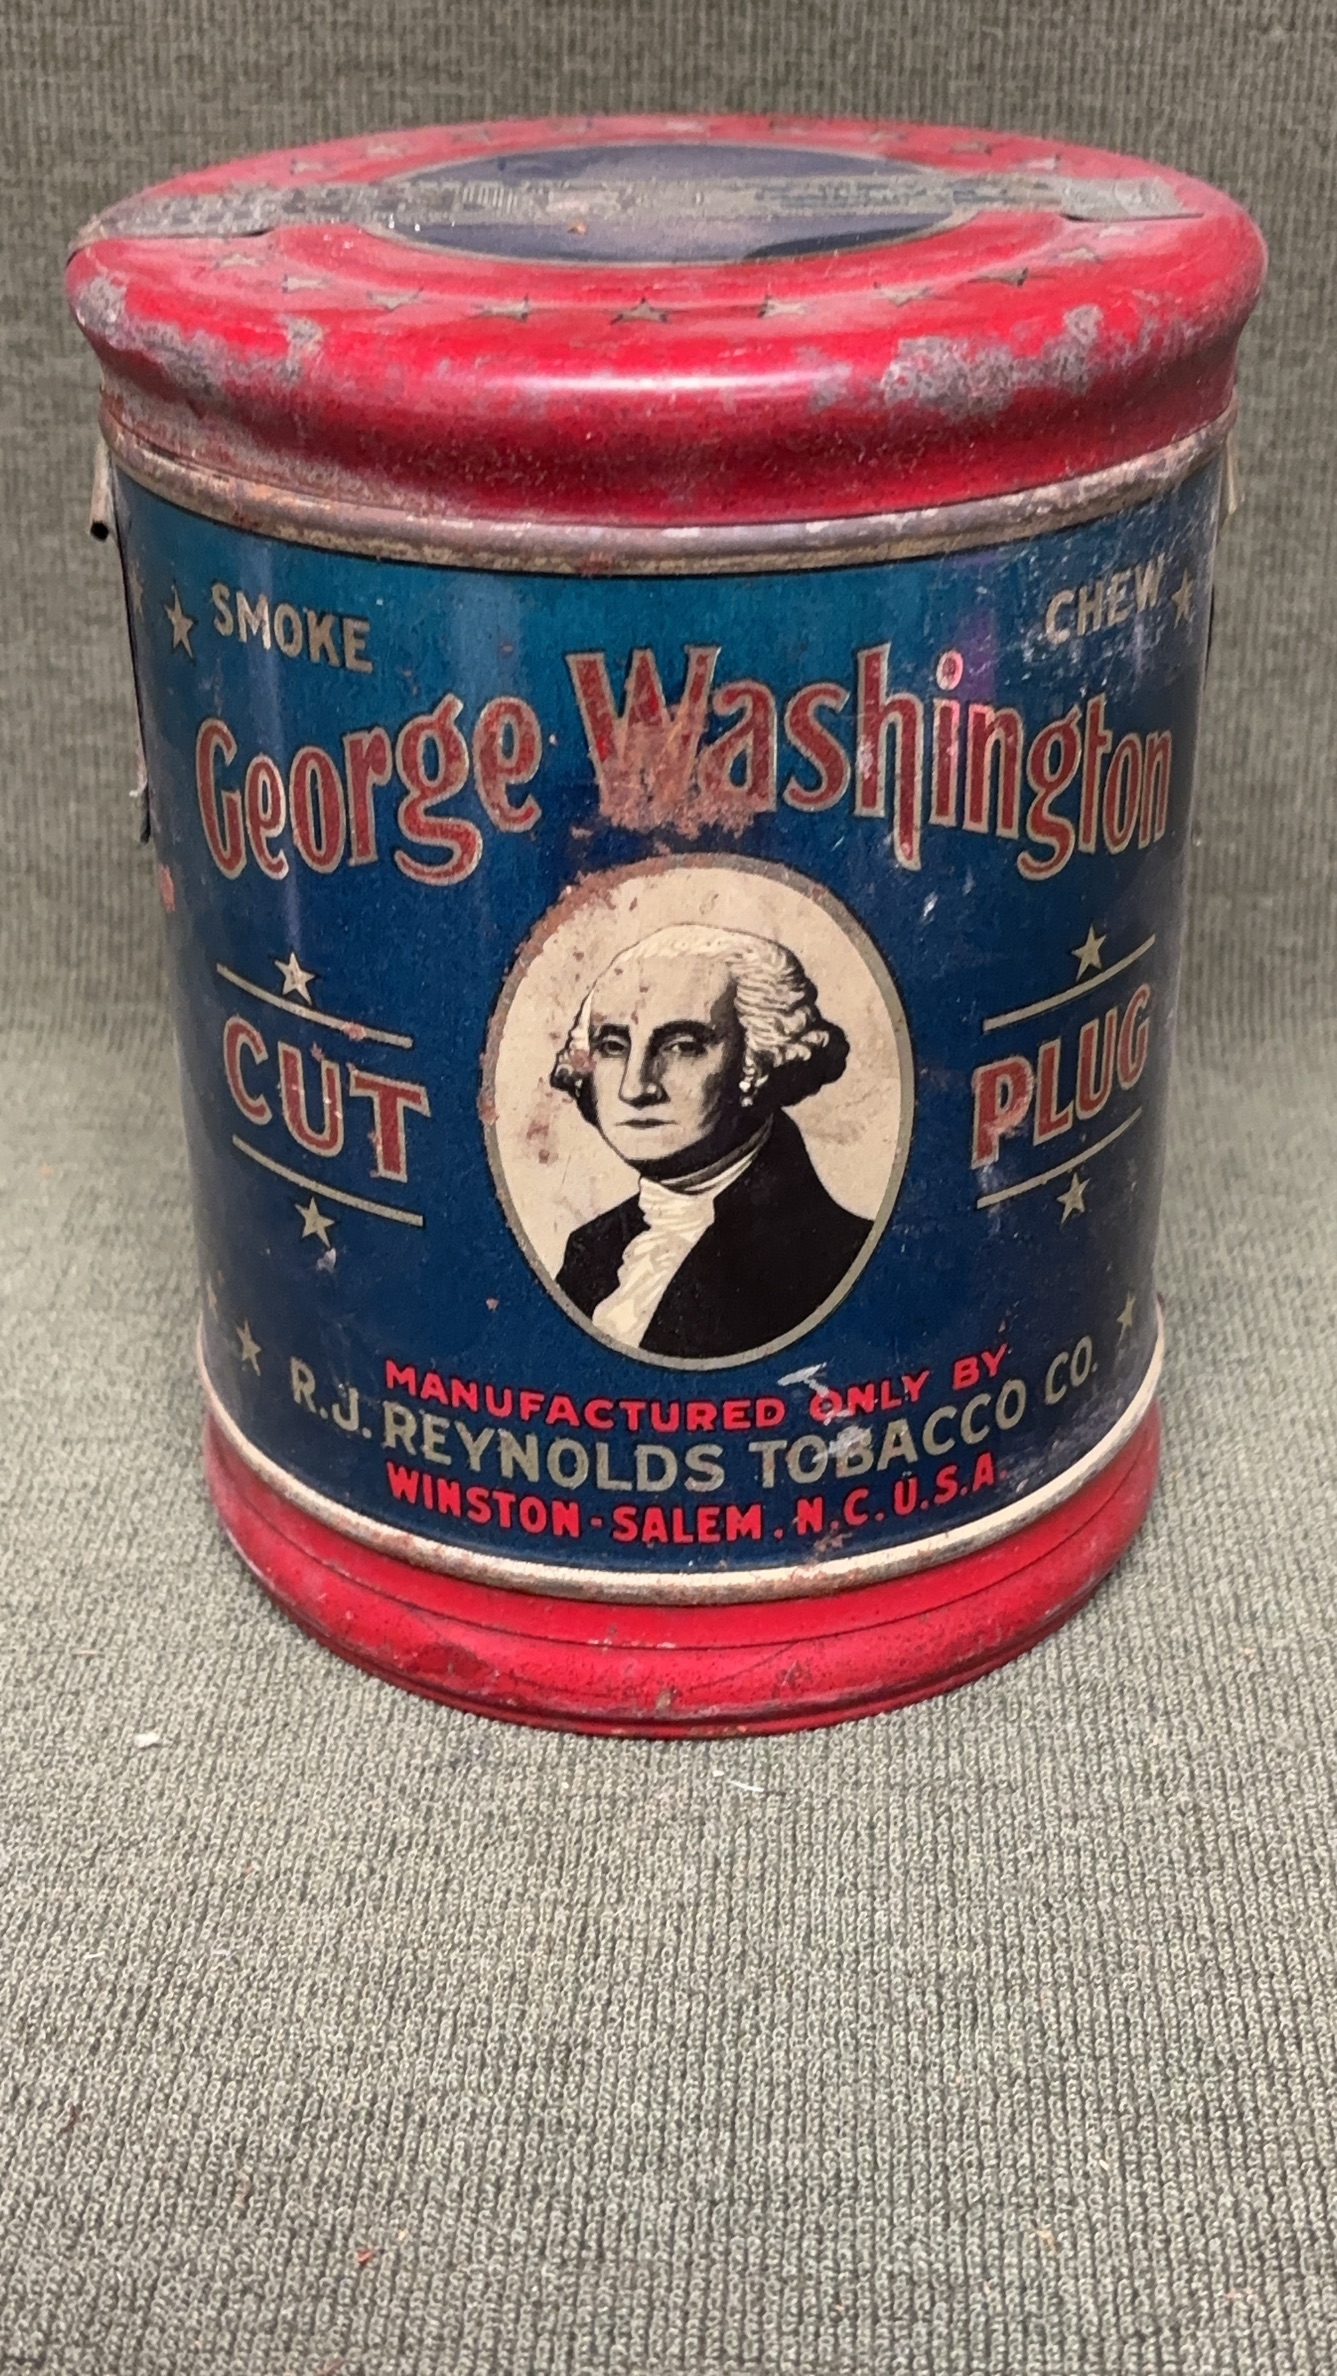 SMOKE
CHEW
George Washington
CUT
PLUG
MANUFACTURED ONLY BY
R.J. REYNOLDS TOBACCO CO.
WINSTON-SALEM, N.C. U.S.A.